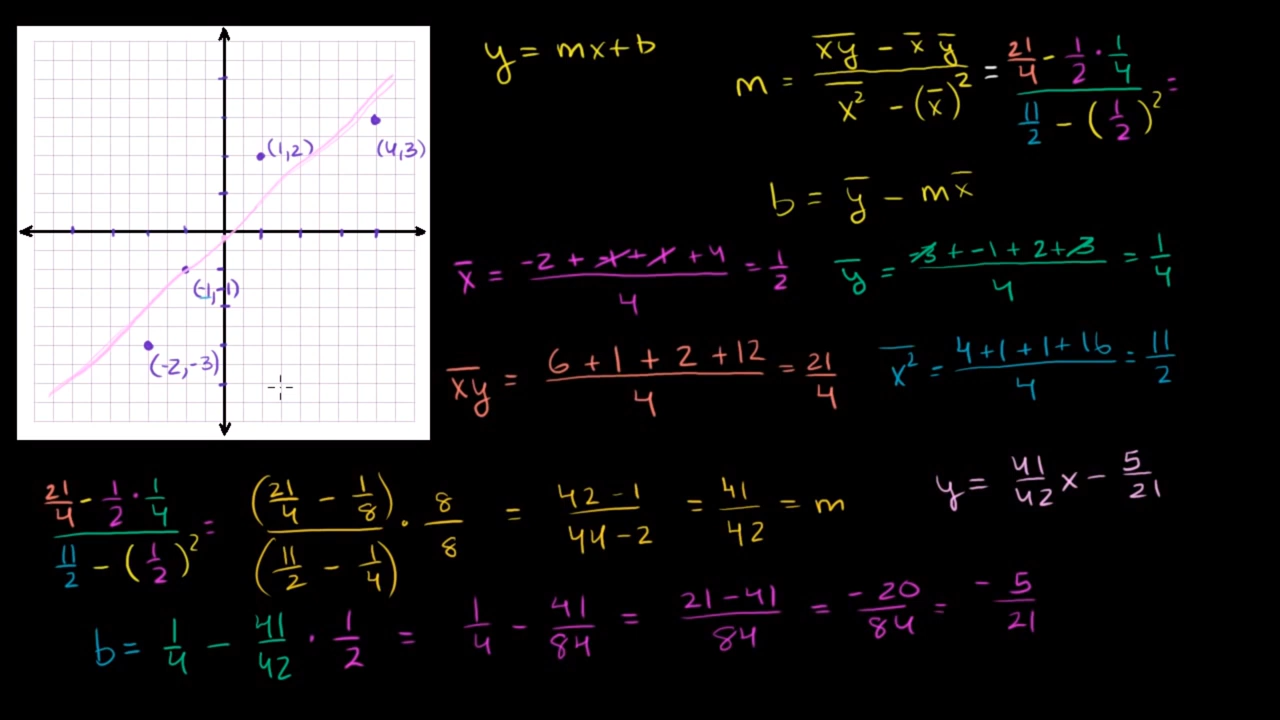 y = mx + b
m = (x̅y̅ - x̅ y̅) / (x̅²̅ - (x̅)²) = (21/4 - 1/2 · 1/4) / (11/2 - (1/2)²) =
(1,2)
(4,3)
(-1,-1)
(-2,-3)
b = y̅ - mx̅
x̅ = (-2 + -1 + 1 + 4) / 4 = 1/2
y̅ = (-3 + -1 + 2 + 3) / 4 = 1/4
x̅y̅ = (6 + 1 + 2 + 12) / 4 = 21/4
x̅²̅ = (4 + 1 + 1 + 16) / 4 = 11/2
(21/4 - 1/2 · 1/4) / (11/2 - (1/2)²) = (21/4 - 1/8) / (11/2 - 1/4) · 8/8 = (42 - 1) / (44 - 2) = 41/42 = m
y = 41/42 x - 5/21
b = 1/4 - 41/42 · 1/2 = 1/4 - 41/84 = (21 - 41) / 84 = -20/84 = -5/21